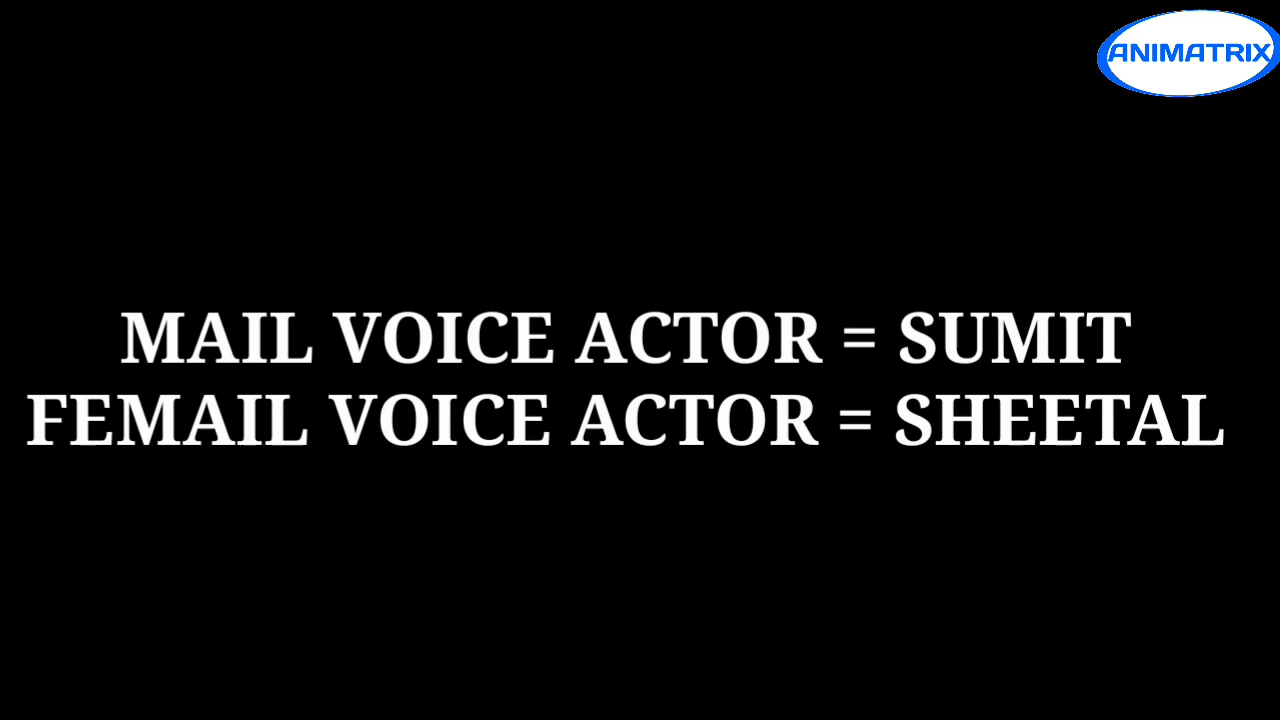 ANIMATRIX
MAIL VOICE ACTOR = SUMIT
FEMAIL VOICE ACTOR = SHEETAL